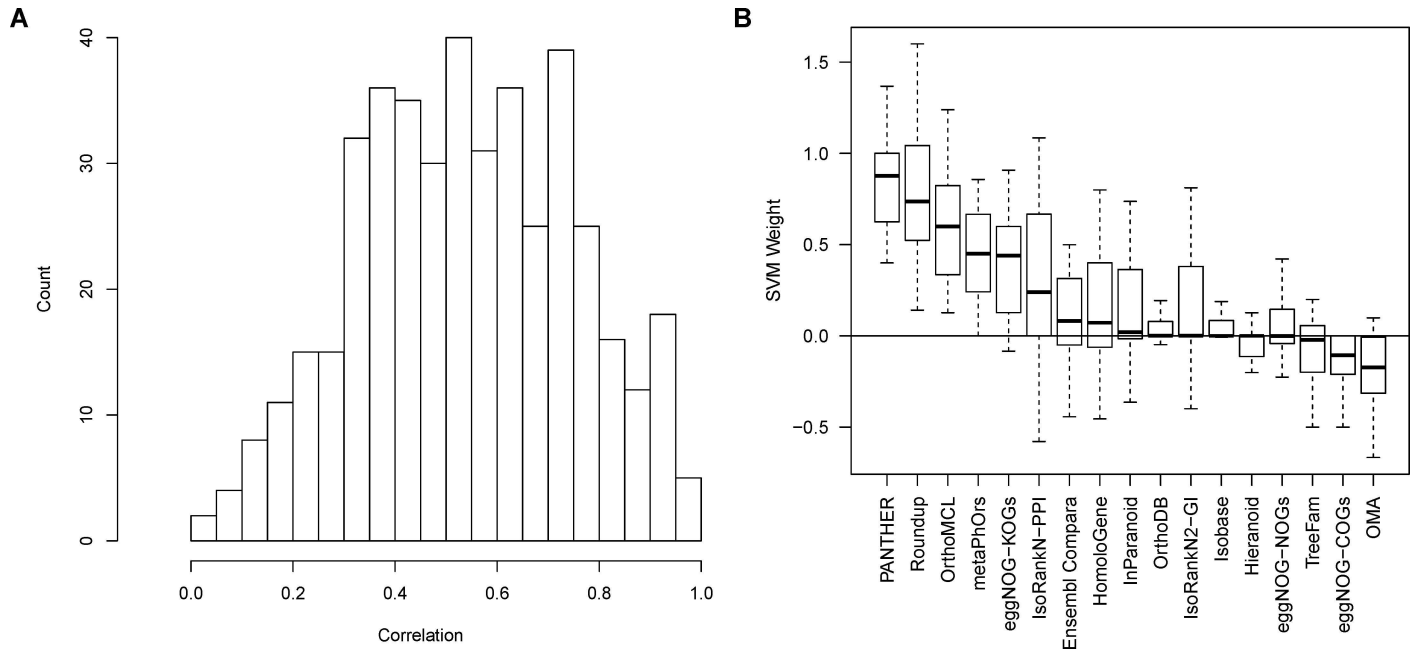 A
Count
40
30
20
10
0
0.0 0.2 0.4 0.6 0.8 1.0
Correlation
B
SVM Weight
1.5
1.0
0.5
0.0
−0.5
PANTHER
Roundup
OrthoMCL
metaPhOrs
eggNOG−KOGs
IsoRankN−PPI
Ensembl Compara
HomoloGene
InParanoid
OrthoDB
IsoRankN2−GI
Isobase
Hieranoid
eggNOG−NOGs
TreeFam
eggNOG−COGs
OMA